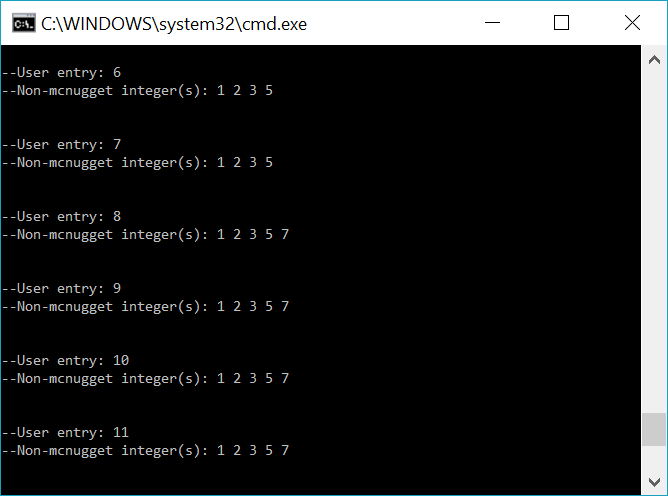 C:\WINDOWS\system32\cmd.exe
--User entry: 6
--Non-mcnugget integer(s): 1 2 3 5
--User entry: 7
--Non-mcnugget integer(s): 1 2 3 5
--User entry: 8
--Non-mcnugget integer(s): 1 2 3 5 7
--User entry: 9
--Non-mcnugget integer(s): 1 2 3 5 7
--User entry: 10
--Non-mcnugget integer(s): 1 2 3 5 7
--User entry: 11
--Non-mcnugget integer(s): 1 2 3 5 7